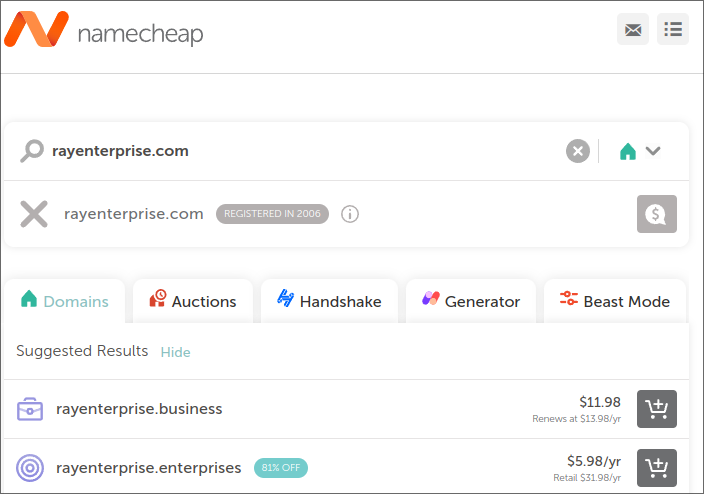 namecheap
rayenterprise.com
rayenterprise.com REGISTERED IN 2006
Domains Auctions Handshake Generator Beast Mode
Suggested Results Hide
rayenterprise.business $11.98
Renews at $13.98/yr
rayenterprise.enterprises 81% OFF $5.98/yr
Retail $31.98/yr